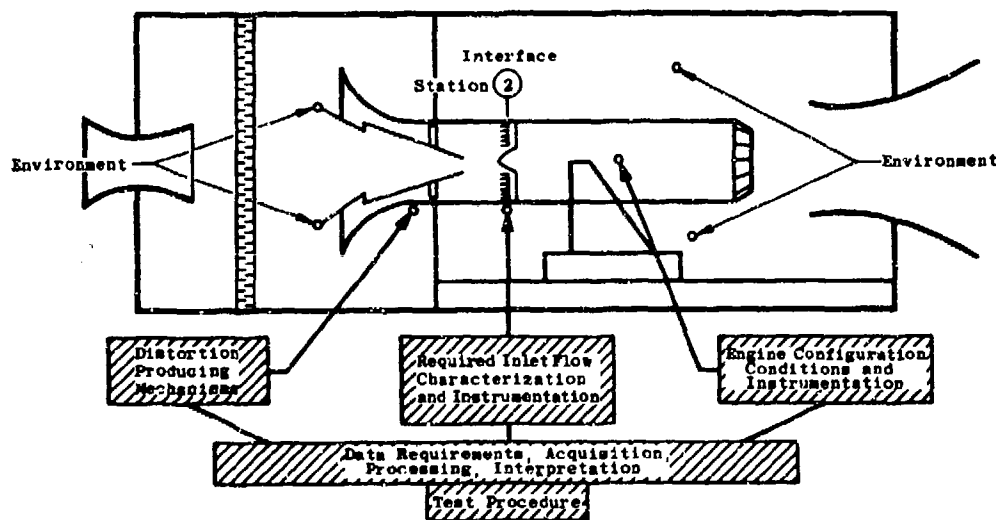 Interface
Station 2
Environment
Environment
Distortion
Producing
Mechanisms
Required Inlet Flow
Characterization
and Instrumentation
Engine Configuration
Conditions and
Instrumentation
Data Requirements, Acquisition,
Processing, Interpretation
Test Procedure